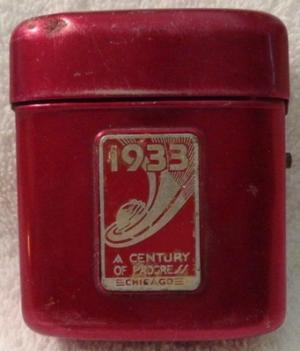 1933
A CENTURY
OF PROGRESS
CHICAGO